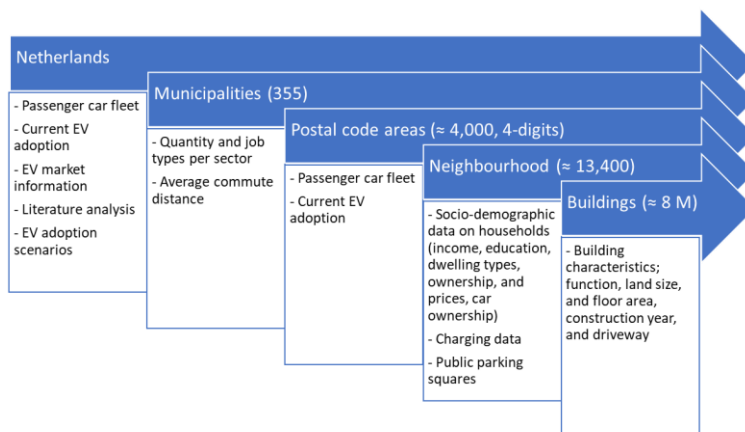 Netherlands
- Passenger car fleet
- Current EV
adoption
- EV market
information
- Literature analysis
- EV adoption
scenarios
Municipalities (355)
- Quantity and job
types per sector
- Average commute
distance
Postal code areas (≈ 4,000, 4-digits)
- Passenger car fleet
- Current EV
adoption
Neighbourhood (≈ 13,400)
- Socio-demographic
data on households
(income, education,
dwelling types,
ownership, and
prices, car
ownership)
- Charging data
- Public parking
squares
Buildings (≈ 8 M)
- Building
characteristics;
function, land size,
and floor area,
construction year,
and driveway